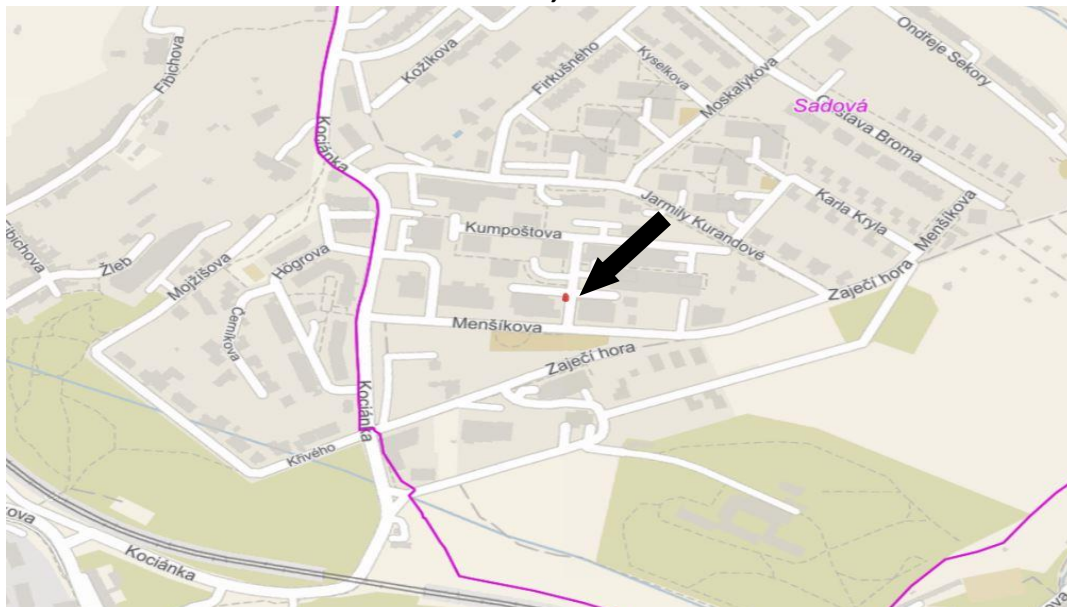 Fibichova
Kožíkova
Firkušného
Kyselkova
Moskalykova
Ondřeje Sekory
Sadová
Gustava Broma
Kociánka
Jarmily Kurandové
Karla Kryla
Menšíkova
Kumpoštova
Fibichova
Žleb
Mojžíšova
Högrova
Zaječí hora
Černíkova
Menšíkova
Zaječí hora
Kociánka
Křivého
ova
Kociánka